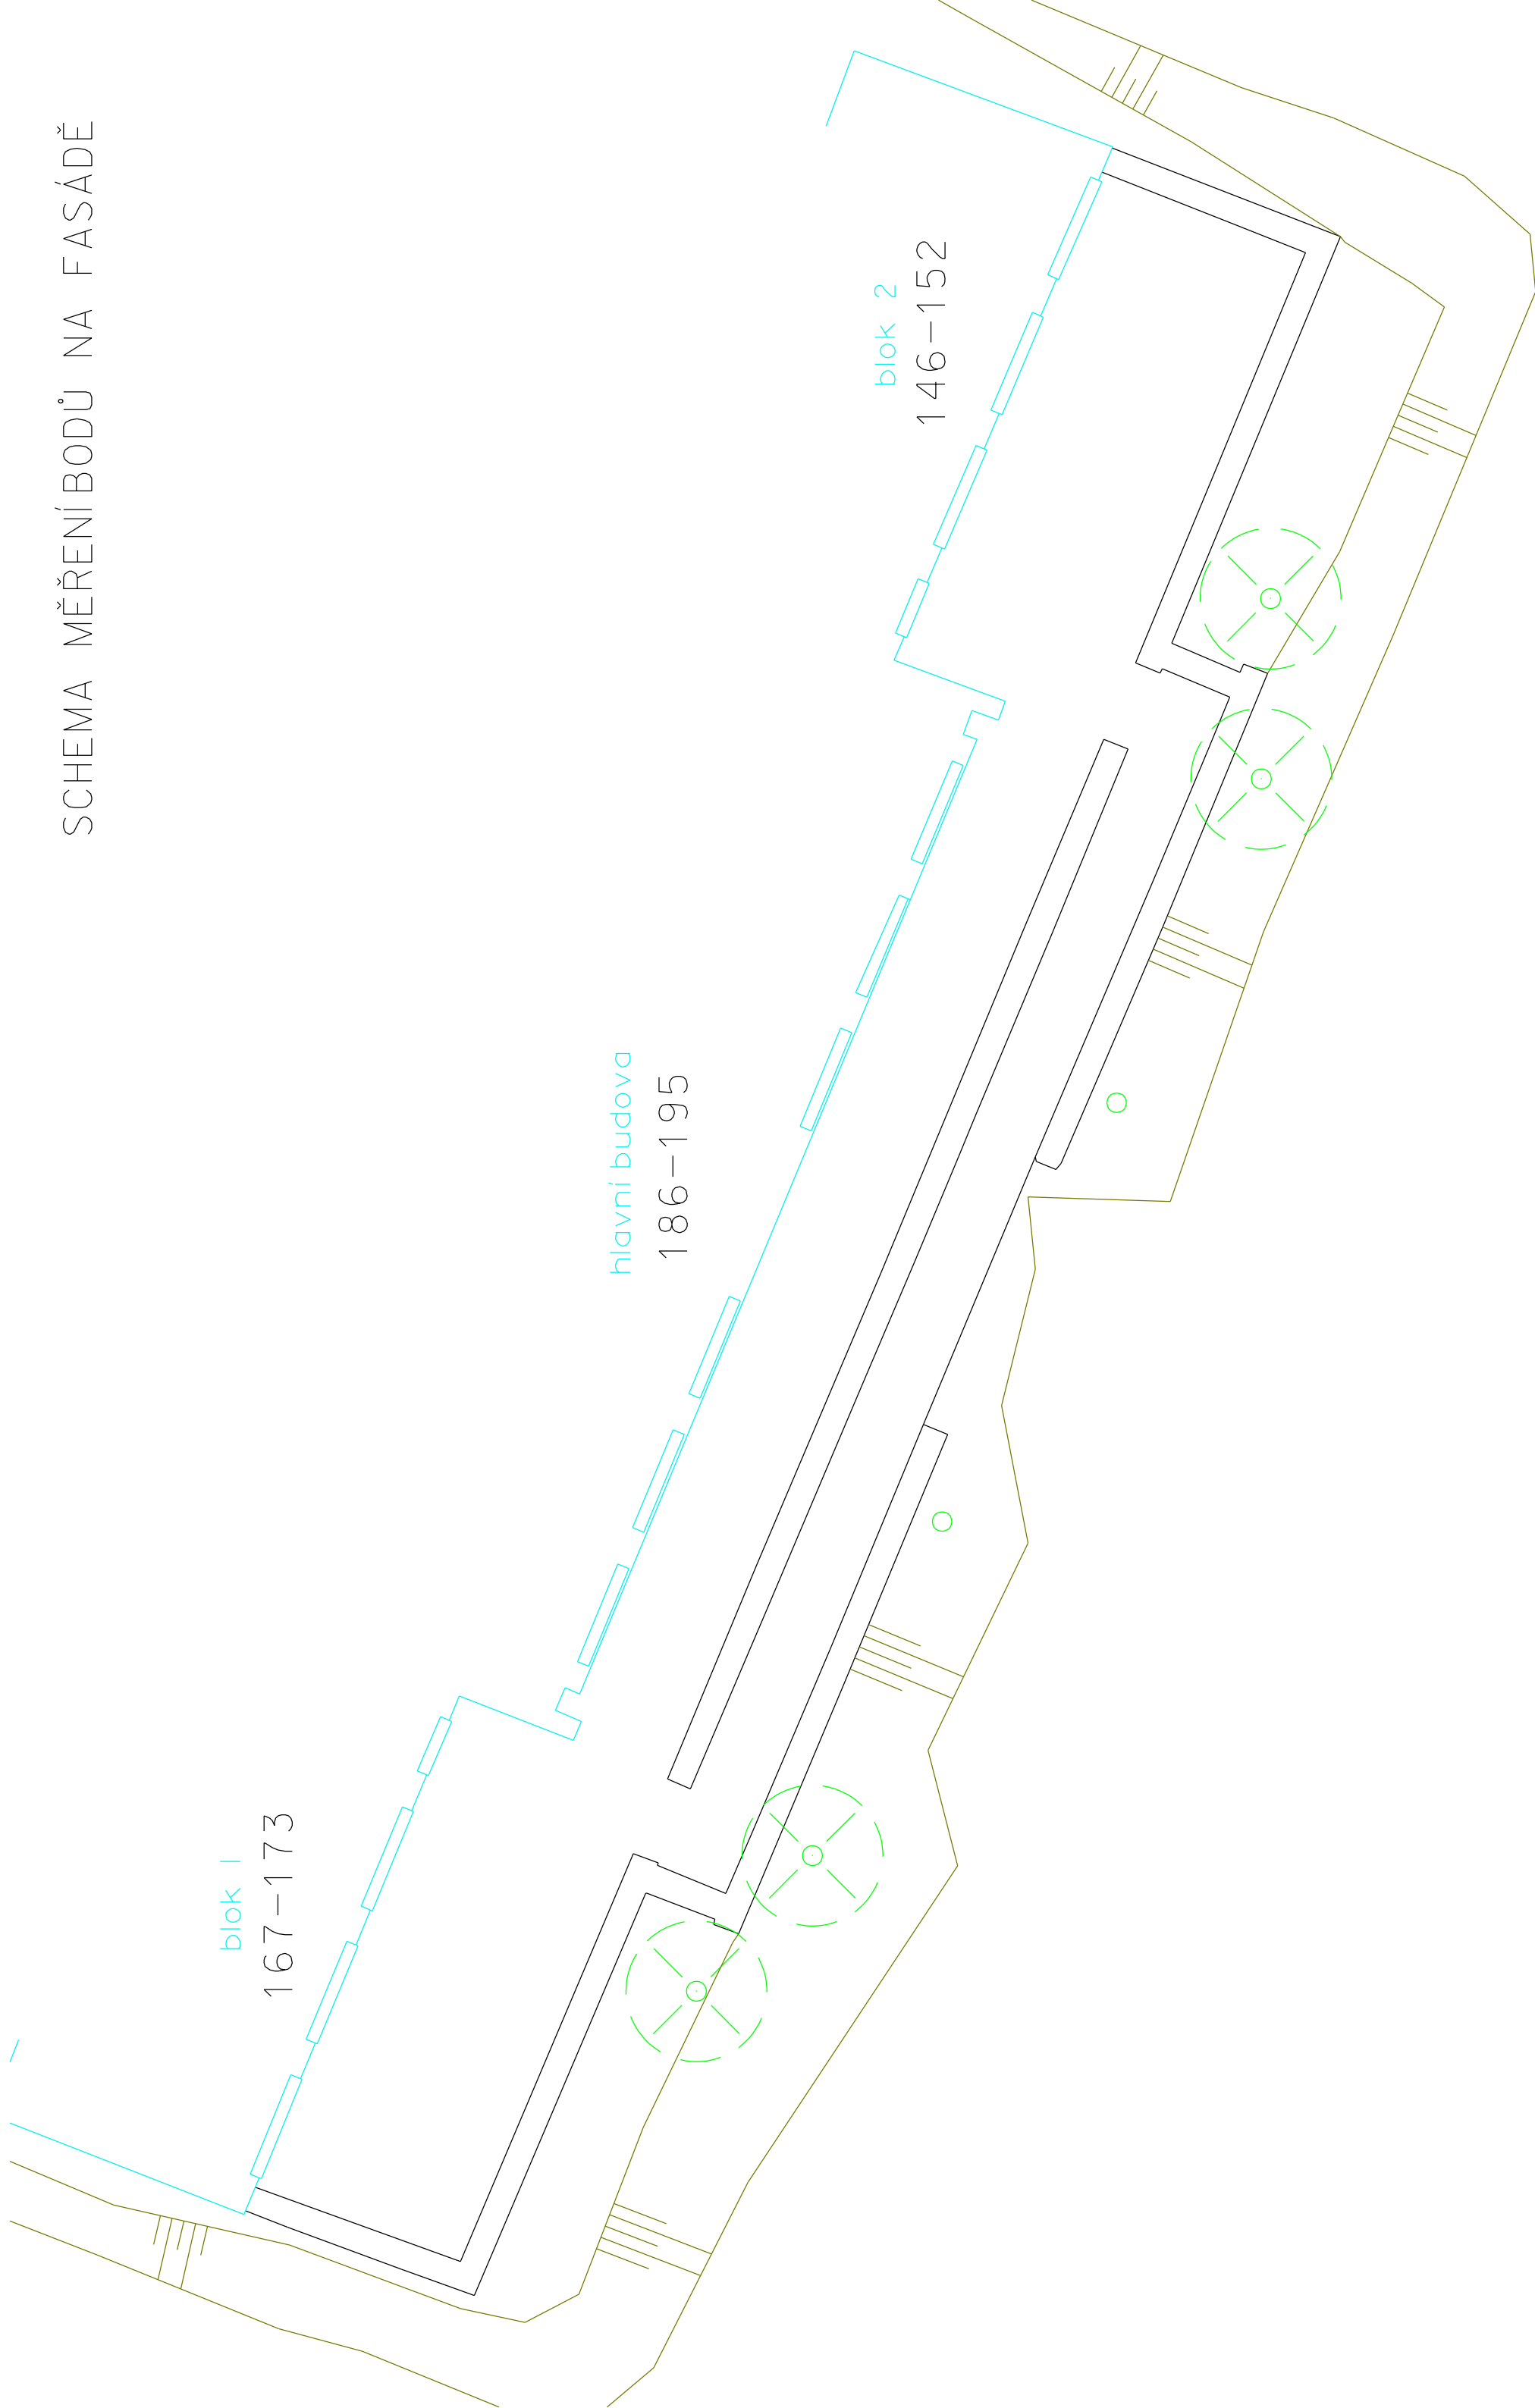 SCHEMA MĚŘENÍ BODŮ NA FASÁDĚ
blok I
167-173
hlavní budova
186-195
blok 2
146-152